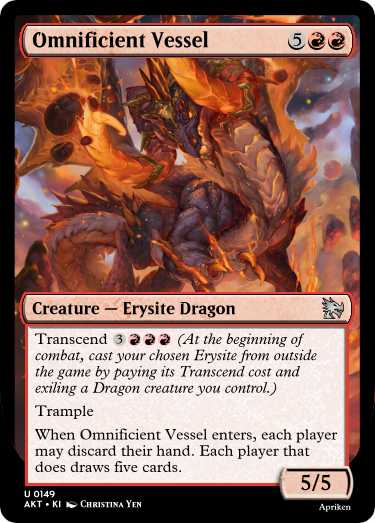 Omnificient Vessel 5
Creature — Erysite Dragon
Transcend 3 (At the beginning of
combat, cast your chosen Erysite from outside
the game by paying its Transcend cost and
exiling a Dragon creature you control.)
Trample
When Omnificient Vessel enters, each player
may discard their hand. Each player that
does draws five cards.
5/5
U 0149
AKT • KI Christina Yen
Apriken